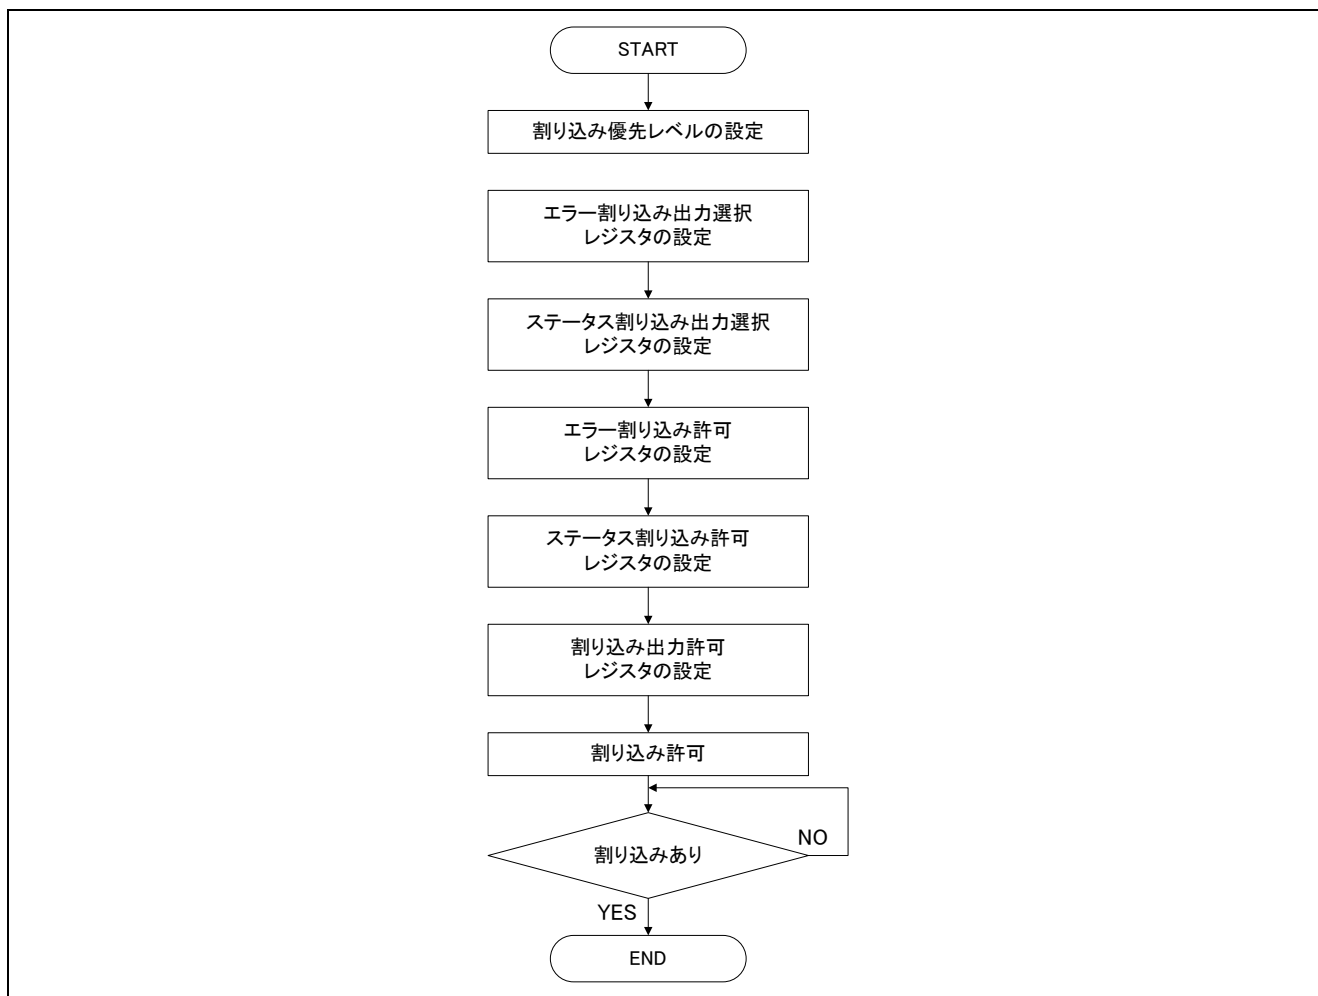 START
割り込み優先レベルの設定
エラー割り込み出力選択
レジスタの設定
ステータス割り込み出力選択
レジスタの設定
エラー割り込み許可
レジスタの設定
ステータス割り込み許可
レジスタの設定
割り込み出力許可
レジスタの設定
割り込み許可
割り込みあり
NO
YES
END